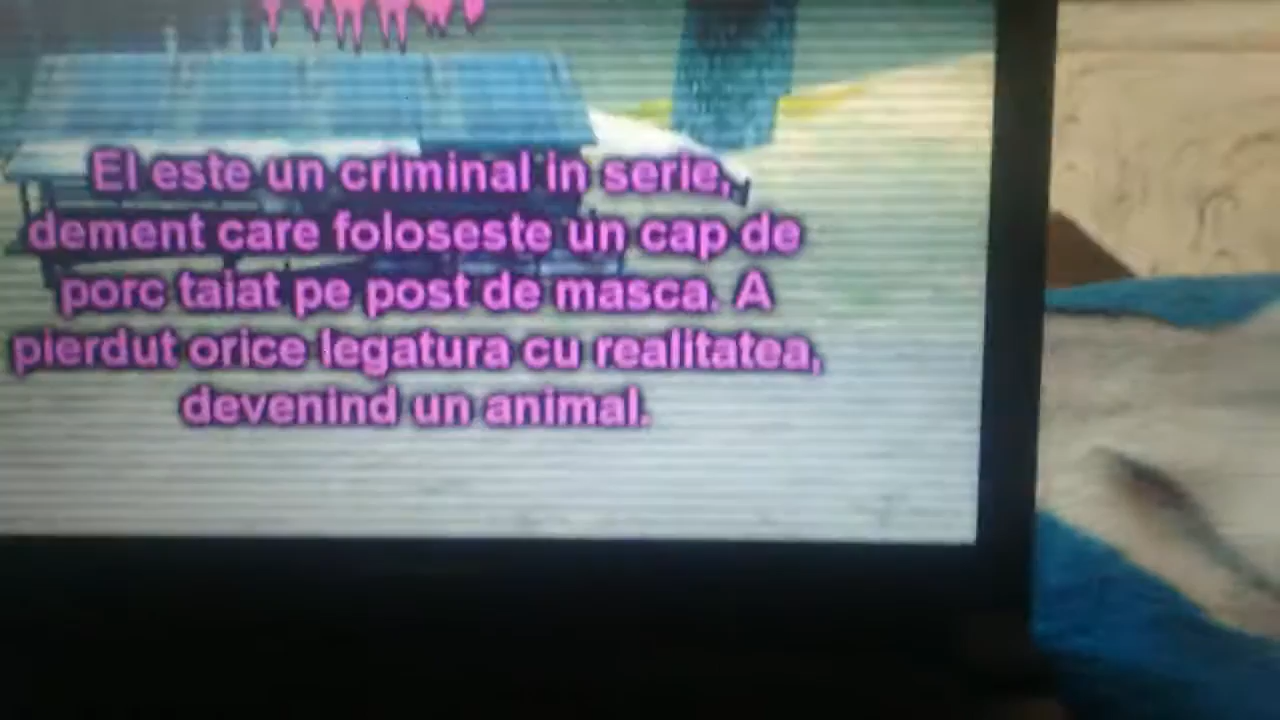 El este un criminal in serie,
dement care foloseste un cap de
porc taiat pe post de masca. A
pierdut orice legatura cu realitatea,
devenind un animal.